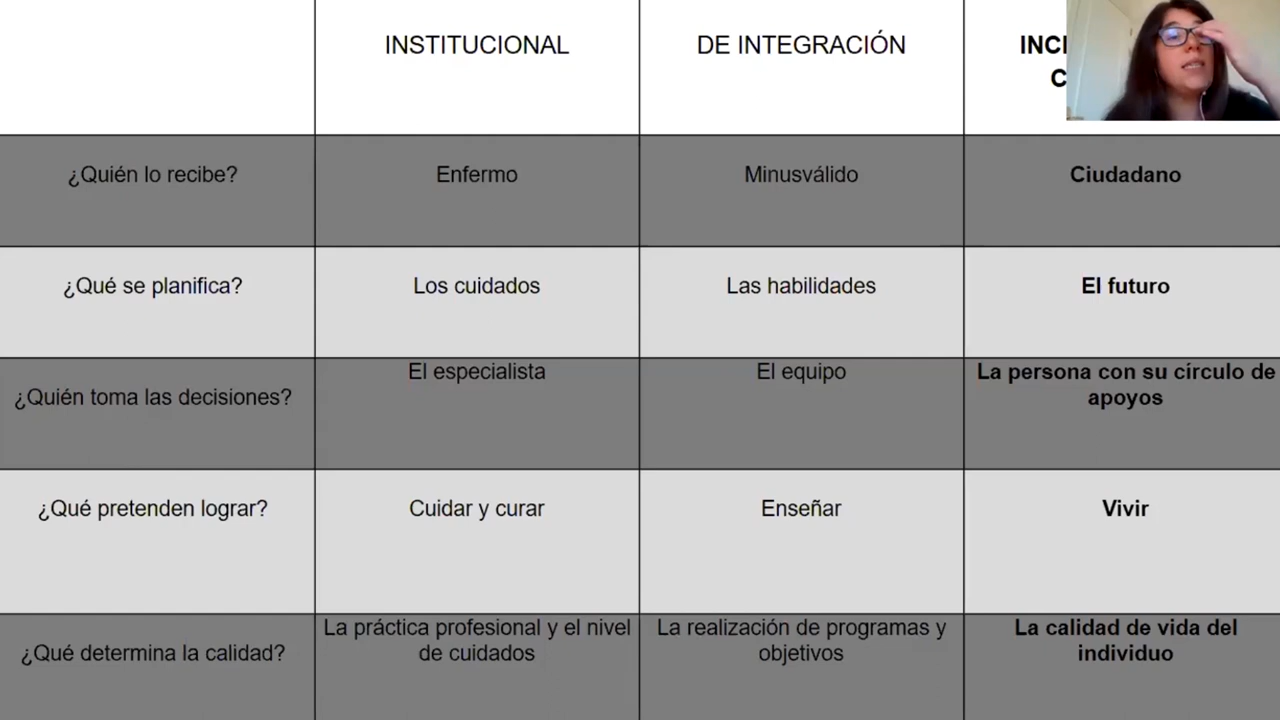 INSTITUCIONAL
DE INTEGRACIÓN
¿Quién lo recibe?
Enfermo
Minusválido
Ciudadano
¿Qué se planifica?
Los cuidados
Las habilidades
El futuro
¿Quién toma las decisiones?
El especialista
El equipo
La persona con su círculo de
apoyos
¿Qué pretenden lograr?
Cuidar y curar
Enseñar
Vivir
¿Qué determina la calidad?
La práctica profesional y el nivel
de cuidados
La realización de programas y
objetivos
La calidad de vida del
individuo